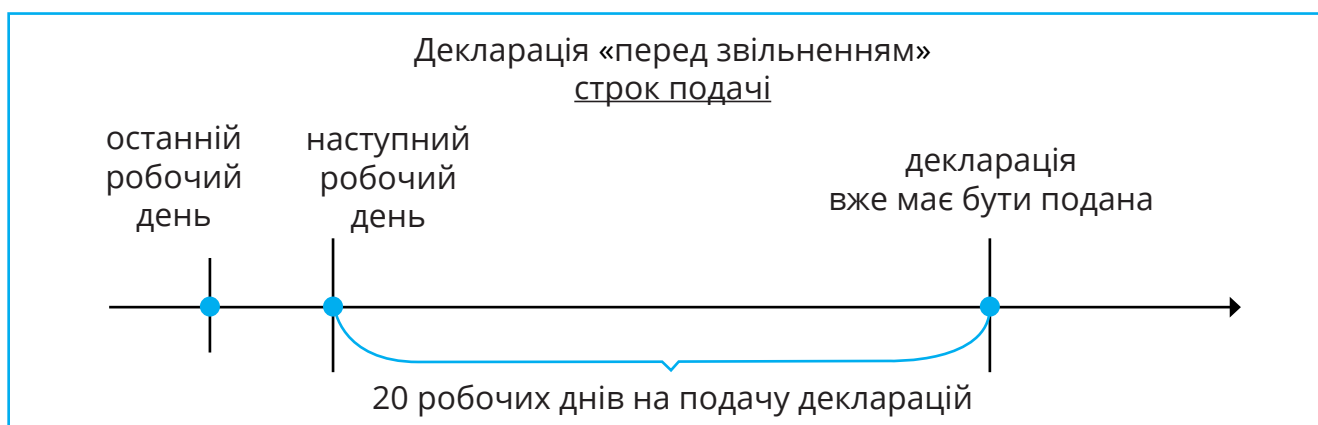 Декларація «перед звільненням»
строк подачі
останній
робочий
день
наступний
робочий
день
декларація
вже має бути подана
20 робочих днів на подачу декларацій